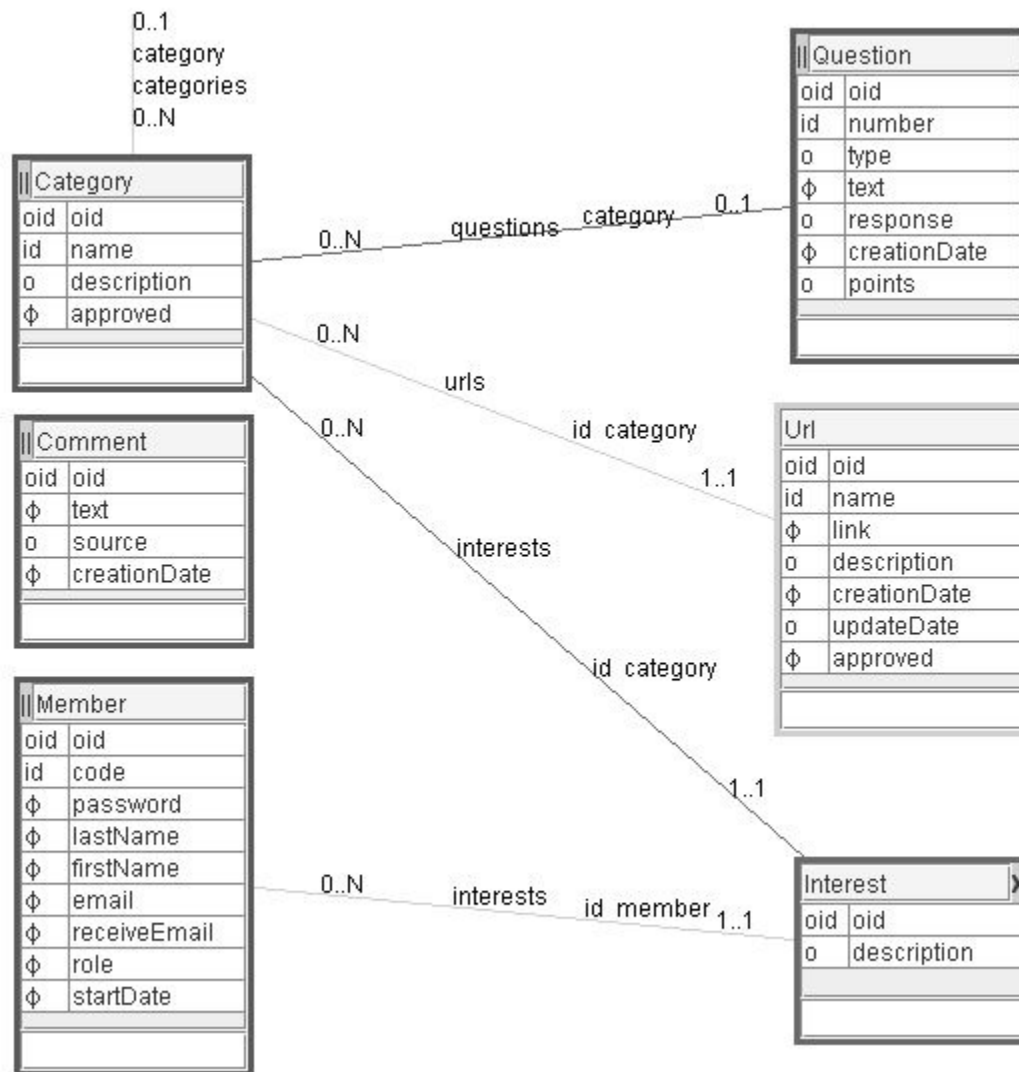 0..1
category
categories
0..N
|| Category
oid oid
id name
o description
ϕ approved
|| Question
oid oid
id number
o type
ϕ text
o response
ϕ creationDate
o points
0..N questions category 0..1
0..N urls id category 1..1
0..N interests id category 1..1
|| Comment
oid oid
ϕ text
o source
ϕ creationDate
Url
oid oid
id name
ϕ link
o description
ϕ creationDate
o updateDate
ϕ approved
|| Member
oid oid
id code
ϕ password
ϕ lastName
ϕ firstName
ϕ email
ϕ receiveEmail
ϕ role
ϕ startDate
0..N interests id member 1..1
Interest
oid oid
o description